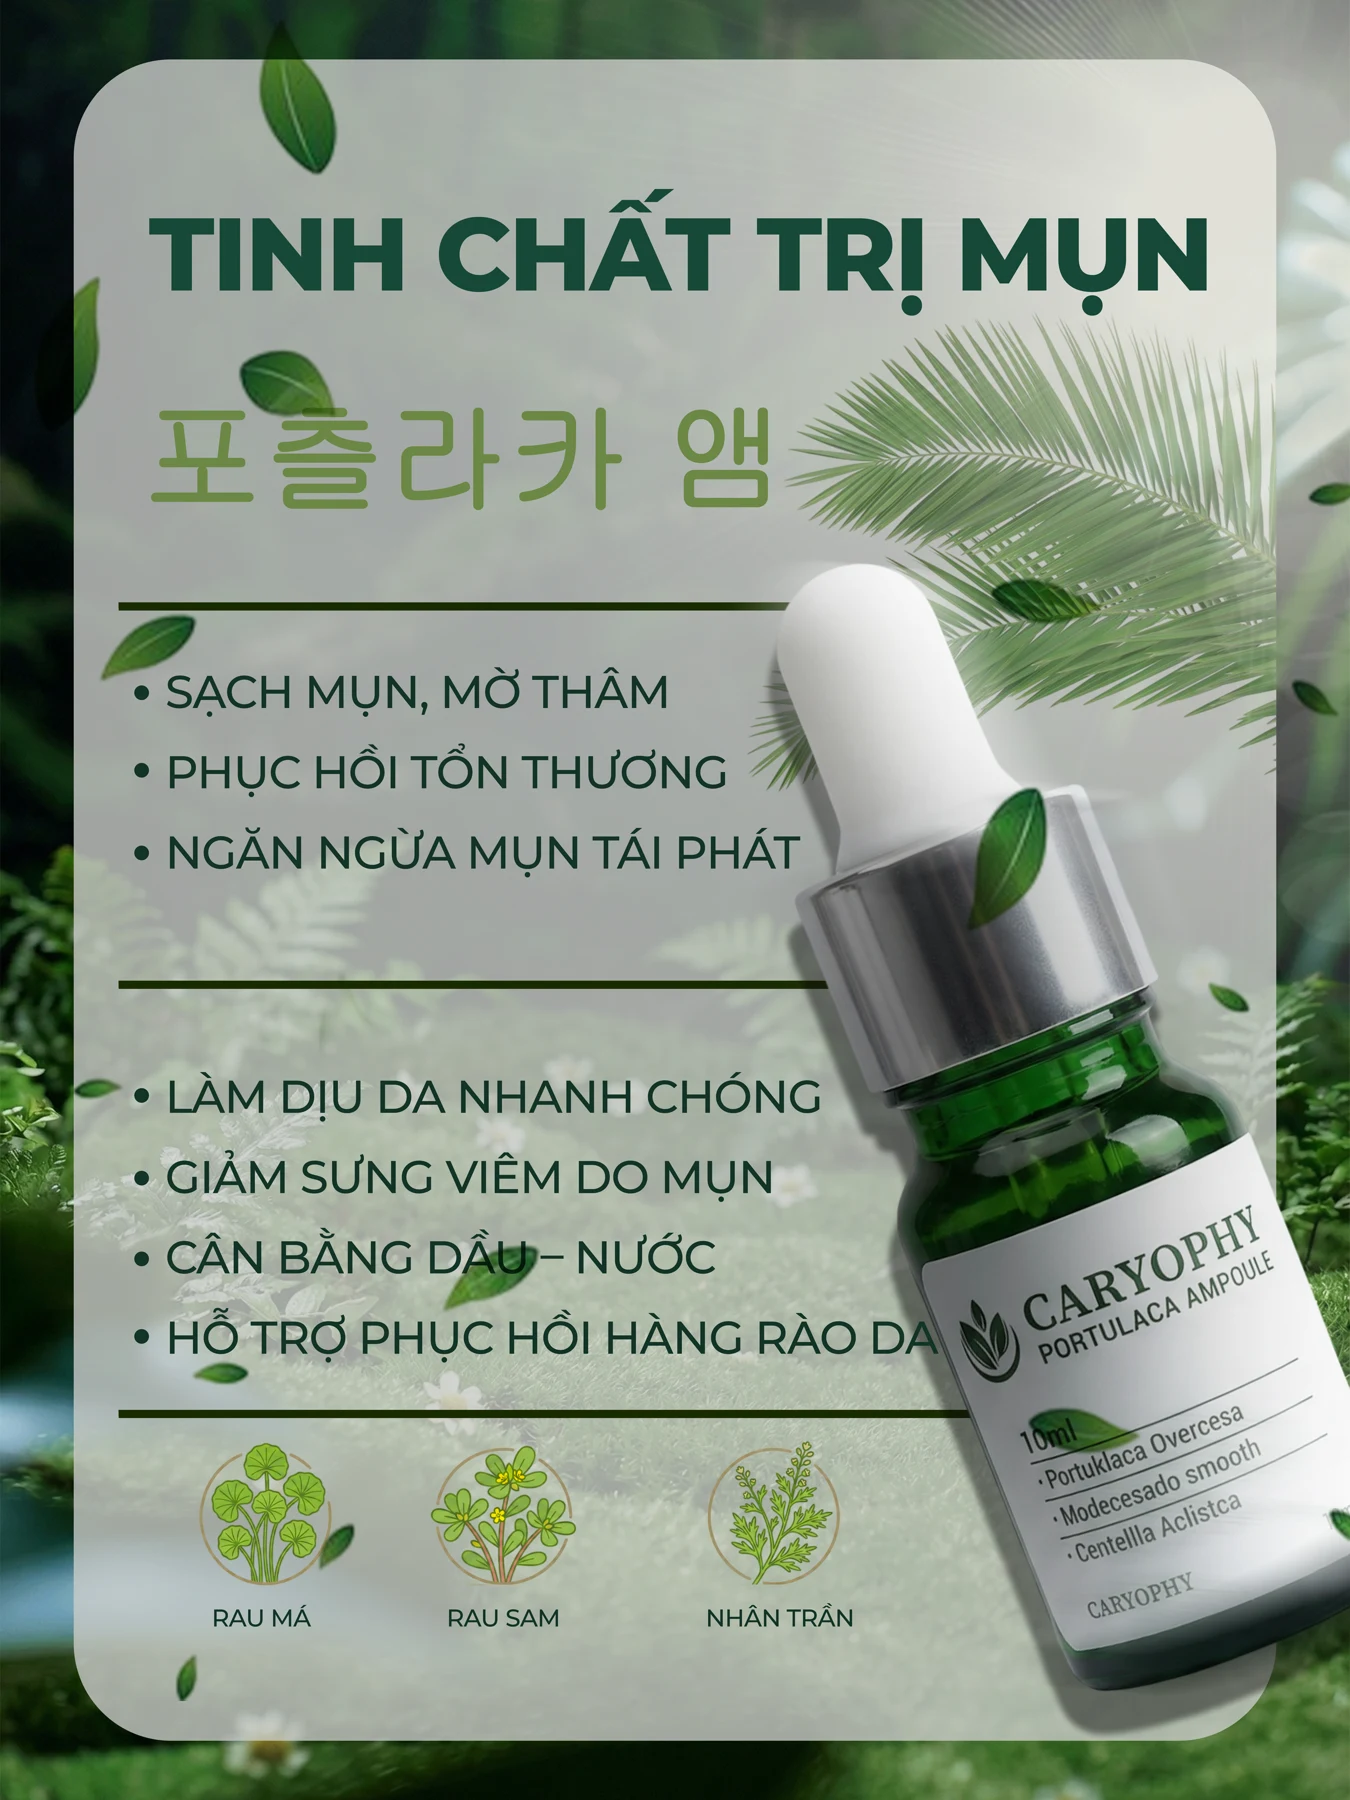 TINH CHẤT TRỊ MỤN
포츨라카 앰
• SẠCH MỤN, MỜ THÂM
• PHỤC HỒI TỔN THƯƠNG
• NGĂN NGỪA MỤN TÁI PHÁT
• LÀM DỊU DA NHANH CHÓNG
• GIẢM SƯNG VIÊM DO MỤN
• CÂN BẰNG DẦU – NƯỚC
• HỖ TRỢ PHỤC HỒI HÀNG RÀO DA
CARYOPHY
PORTULACA AMPOULE
10ml
· Portuklaca Overcesa
· Modecesado smooth
· Centellla Aclistca
CARYOPHY
RAU MÁ
RAU SAM
NHÂN TRẦN